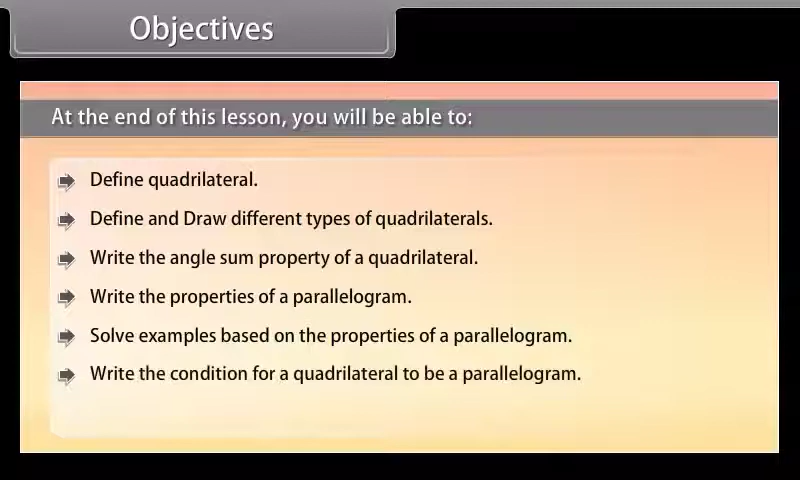 Objectives
At the end of this lesson, you will be able to:
Define quadrilateral.
Define and Draw different types of quadrilaterals.
Write the angle sum property of a quadrilateral.
Write the properties of a parallelogram.
Solve examples based on the properties of a parallelogram.
Write the condition for a quadrilateral to be a parallelogram.